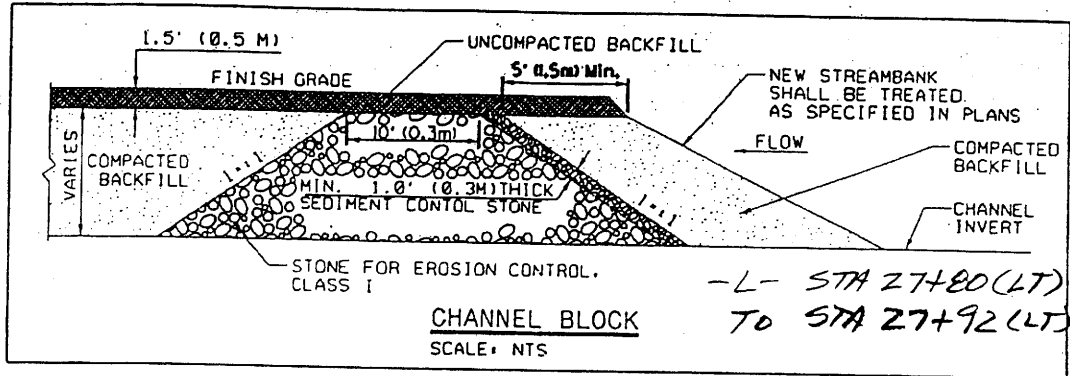 1.5' (0.5 M)
UNCOMPACTED BACKFILL
5' (1.5m) Min.
FINISH GRADE
NEW STREAMBANK
SHALL BE TREATED
AS SPECIFIED IN PLANS
10' (0.3m)
FLOW
VARIES
COMPACTED
BACKFILL
1:1
COMPACTED
BACKFILL
MIN. 1.0' (0.3M)THICK
SEDIMENT CONTOL STONE
1:1
CHANNEL
INVERT
STONE FOR EROSION CONTROL.
CLASS I
-L- STA 27+80(LT)
TO STA 27+92(LT)
CHANNEL BLOCK
SCALE: NTS